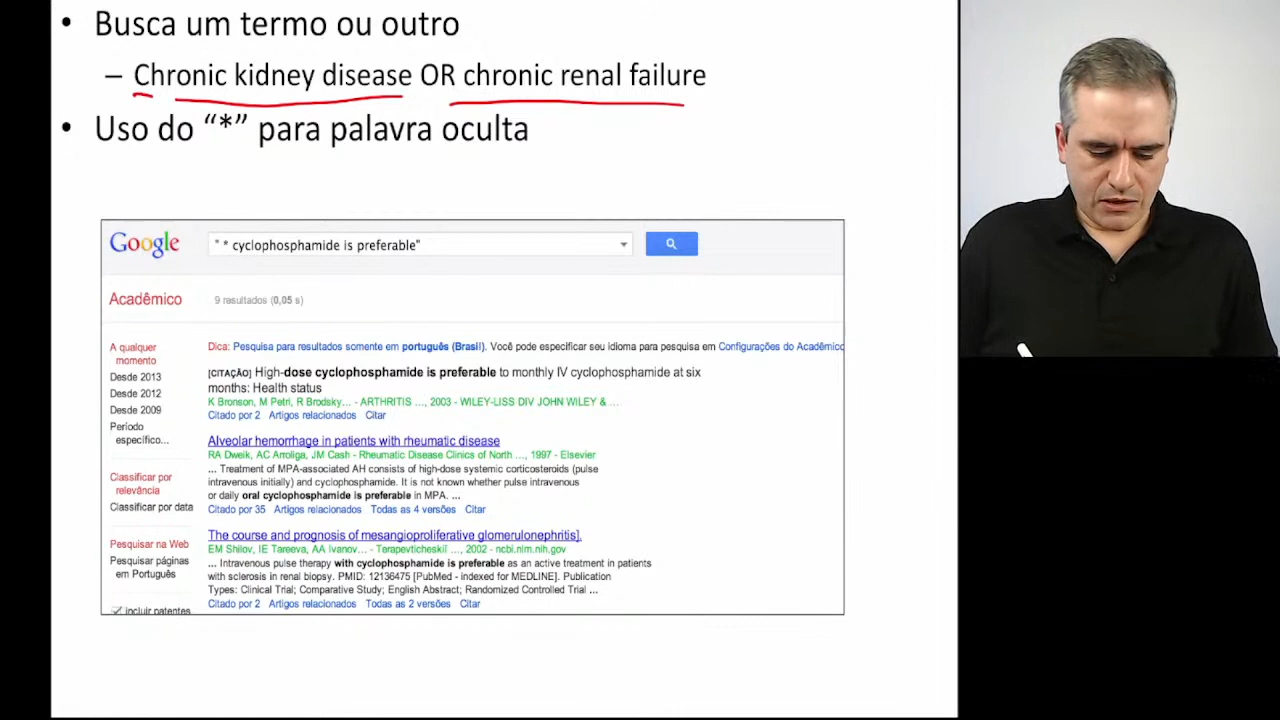 • Busca um termo ou outro
– Chronic kidney disease OR chronic renal failure
• Uso do “*” para palavra oculta
Google
" * cyclophosphamide is preferable"
Acadêmico
9 resultados (0,05 s)
A qualquer
momento
Desde 2013
Desde 2012
Desde 2009
Período
específico...
Classificar por
relevância
Classificar por data
Pesquisar na Web
Pesquisar páginas
em Português
incluir patentes
Dica: Pesquisa para resultados somente em português (Brasil). Você pode especificar seu idioma para pesquisa em Configurações do Acadêmico
[CITAÇÃO] High-dose cyclophosphamide is preferable to monthly IV cyclophosphamide at six
months: Health status
K Bronson, M Petri, R Brodsky... - ARTHRITIS ..., 2003 - WILEY-LISS DIV JOHN WILEY & ...
Citado por 2 Artigos relacionados Citar
Alveolar hemorrhage in patients with rheumatic disease
RA Dweik, AC Arroliga, JM Cash - Rheumatic Disease Clinics of North ..., 1997 - Elsevier
... Treatment of MPA-associated AH consists of high-dose systemic corticosteroids (pulse
intravenous initially) and cyclophosphamide. It is not known whether pulse intravenous
or daily oral cyclophosphamide is preferable in MPA. ...
Citado por 35 Artigos relacionados Todas as 4 versões Citar
The course and prognosis of mesangioproliferative glomerulonephritis].
EM Shilov, IE Tareeva, AA Ivanov... - Terapevticheskiĭ ..., 2002 - ncbi.nlm.nih.gov
... Intravenous pulse therapy with cyclophosphamide is preferable as an active treatment in patients
with sclerosis in renal biopsy. PMID: 12136475 [PubMed - indexed for MEDLINE]. Publication
Types: Clinical Trial; Comparative Study; English Abstract; Randomized Controlled Trial ...
Citado por 2 Artigos relacionados Todas as 2 versões Citar